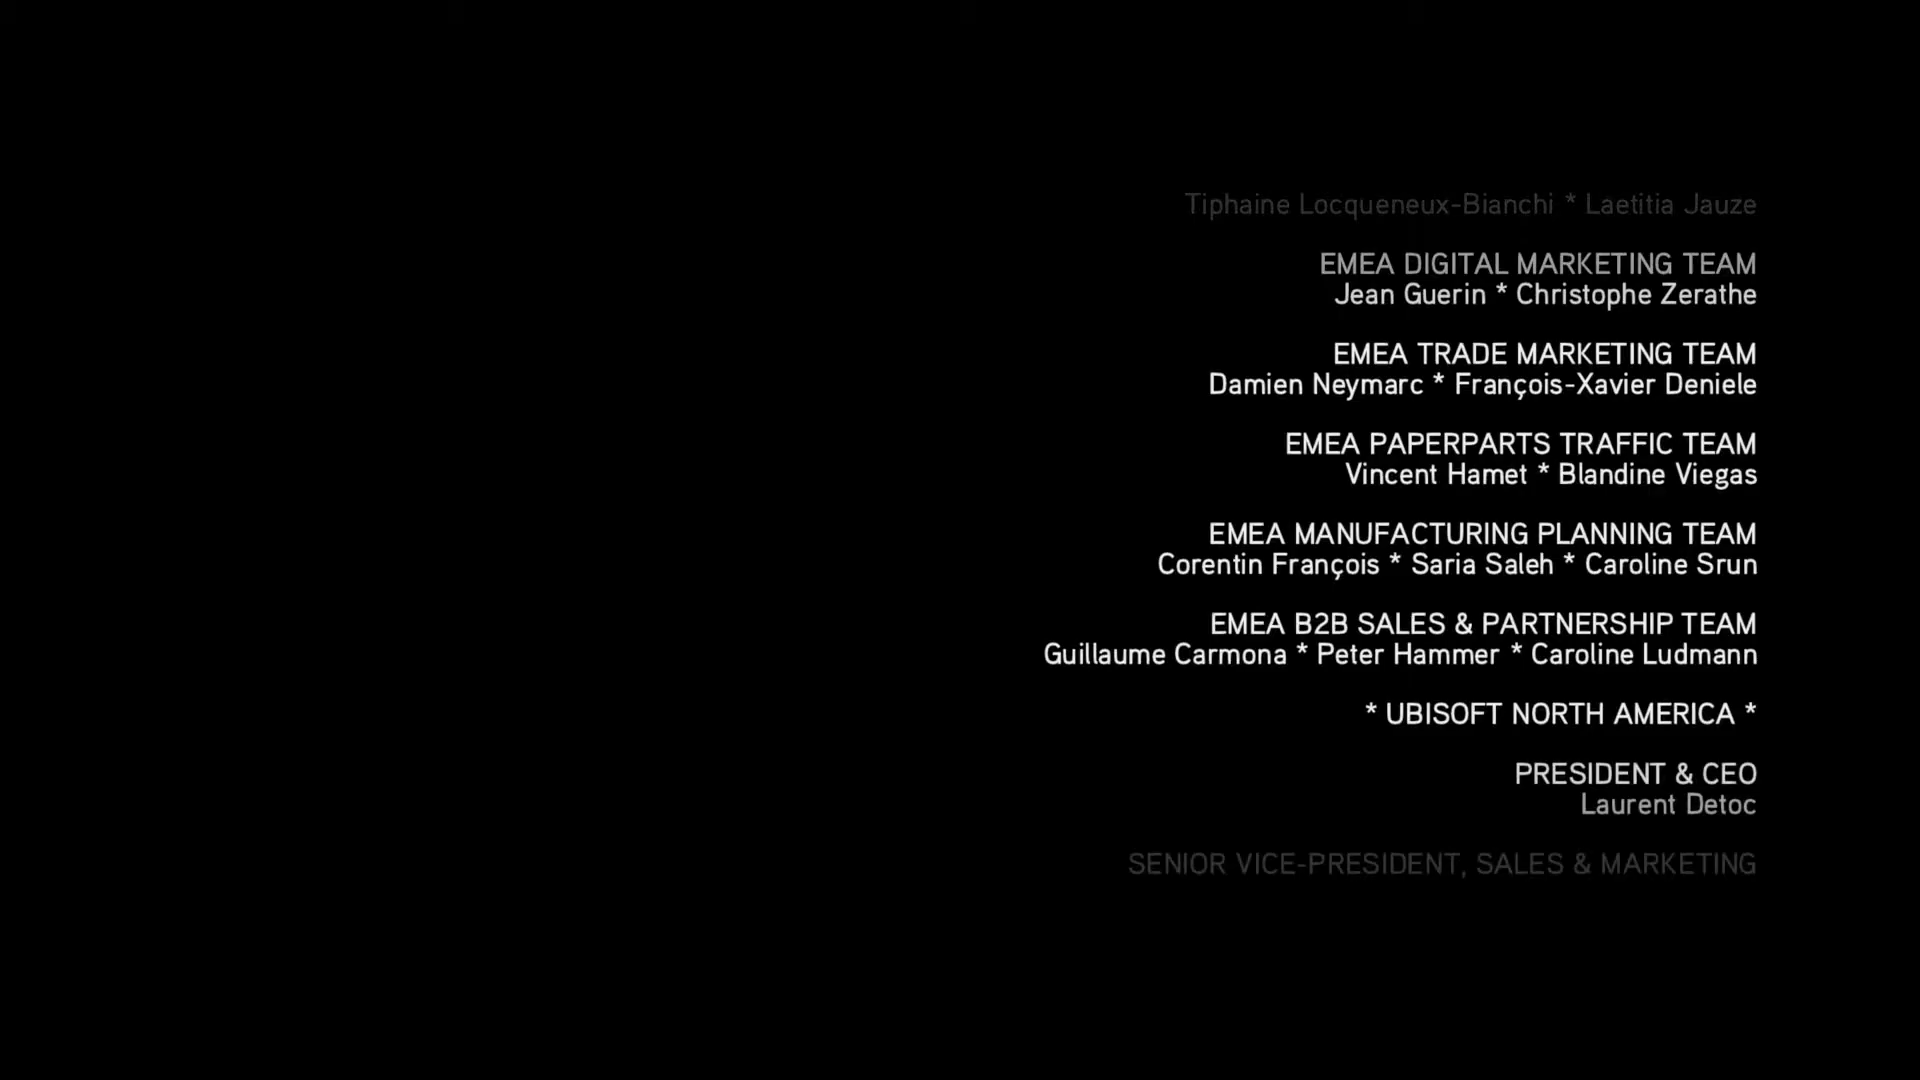 Tiphaine Locqueneux-Bianchi * Laetitia Jauze
EMEA DIGITAL MARKETING TEAM
Jean Guerin * Christophe Zerathe
EMEA TRADE MARKETING TEAM
Damien Neymarc * François-Xavier Deniele
EMEA PAPERPARTS TRAFFIC TEAM
Vincent Hamet * Blandine Viegas
EMEA MANUFACTURING PLANNING TEAM
Corentin François * Saria Saleh * Caroline Srun
EMEA B2B SALES & PARTNERSHIP TEAM
Guillaume Carmona * Peter Hammer * Caroline Ludmann
* UBISOFT NORTH AMERICA *
PRESIDENT & CEO
Laurent Detoc
SENIOR VICE-PRESIDENT, SALES & MARKETING